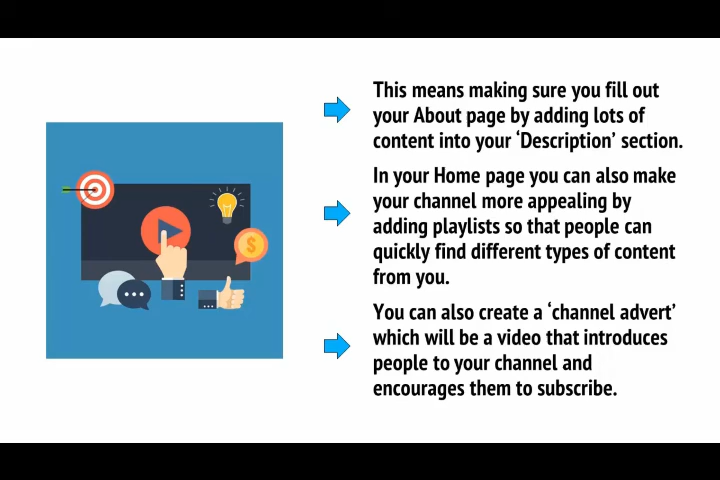 This means making sure you fill out
your About page by adding lots of
content into your ‘Description’ section.
In your Home page you can also make
your channel more appealing by
adding playlists so that people can
quickly find different types of content
from you.
You can also create a ‘channel advert’
which will be a video that introduces
people to your channel and
encourages them to subscribe.
$